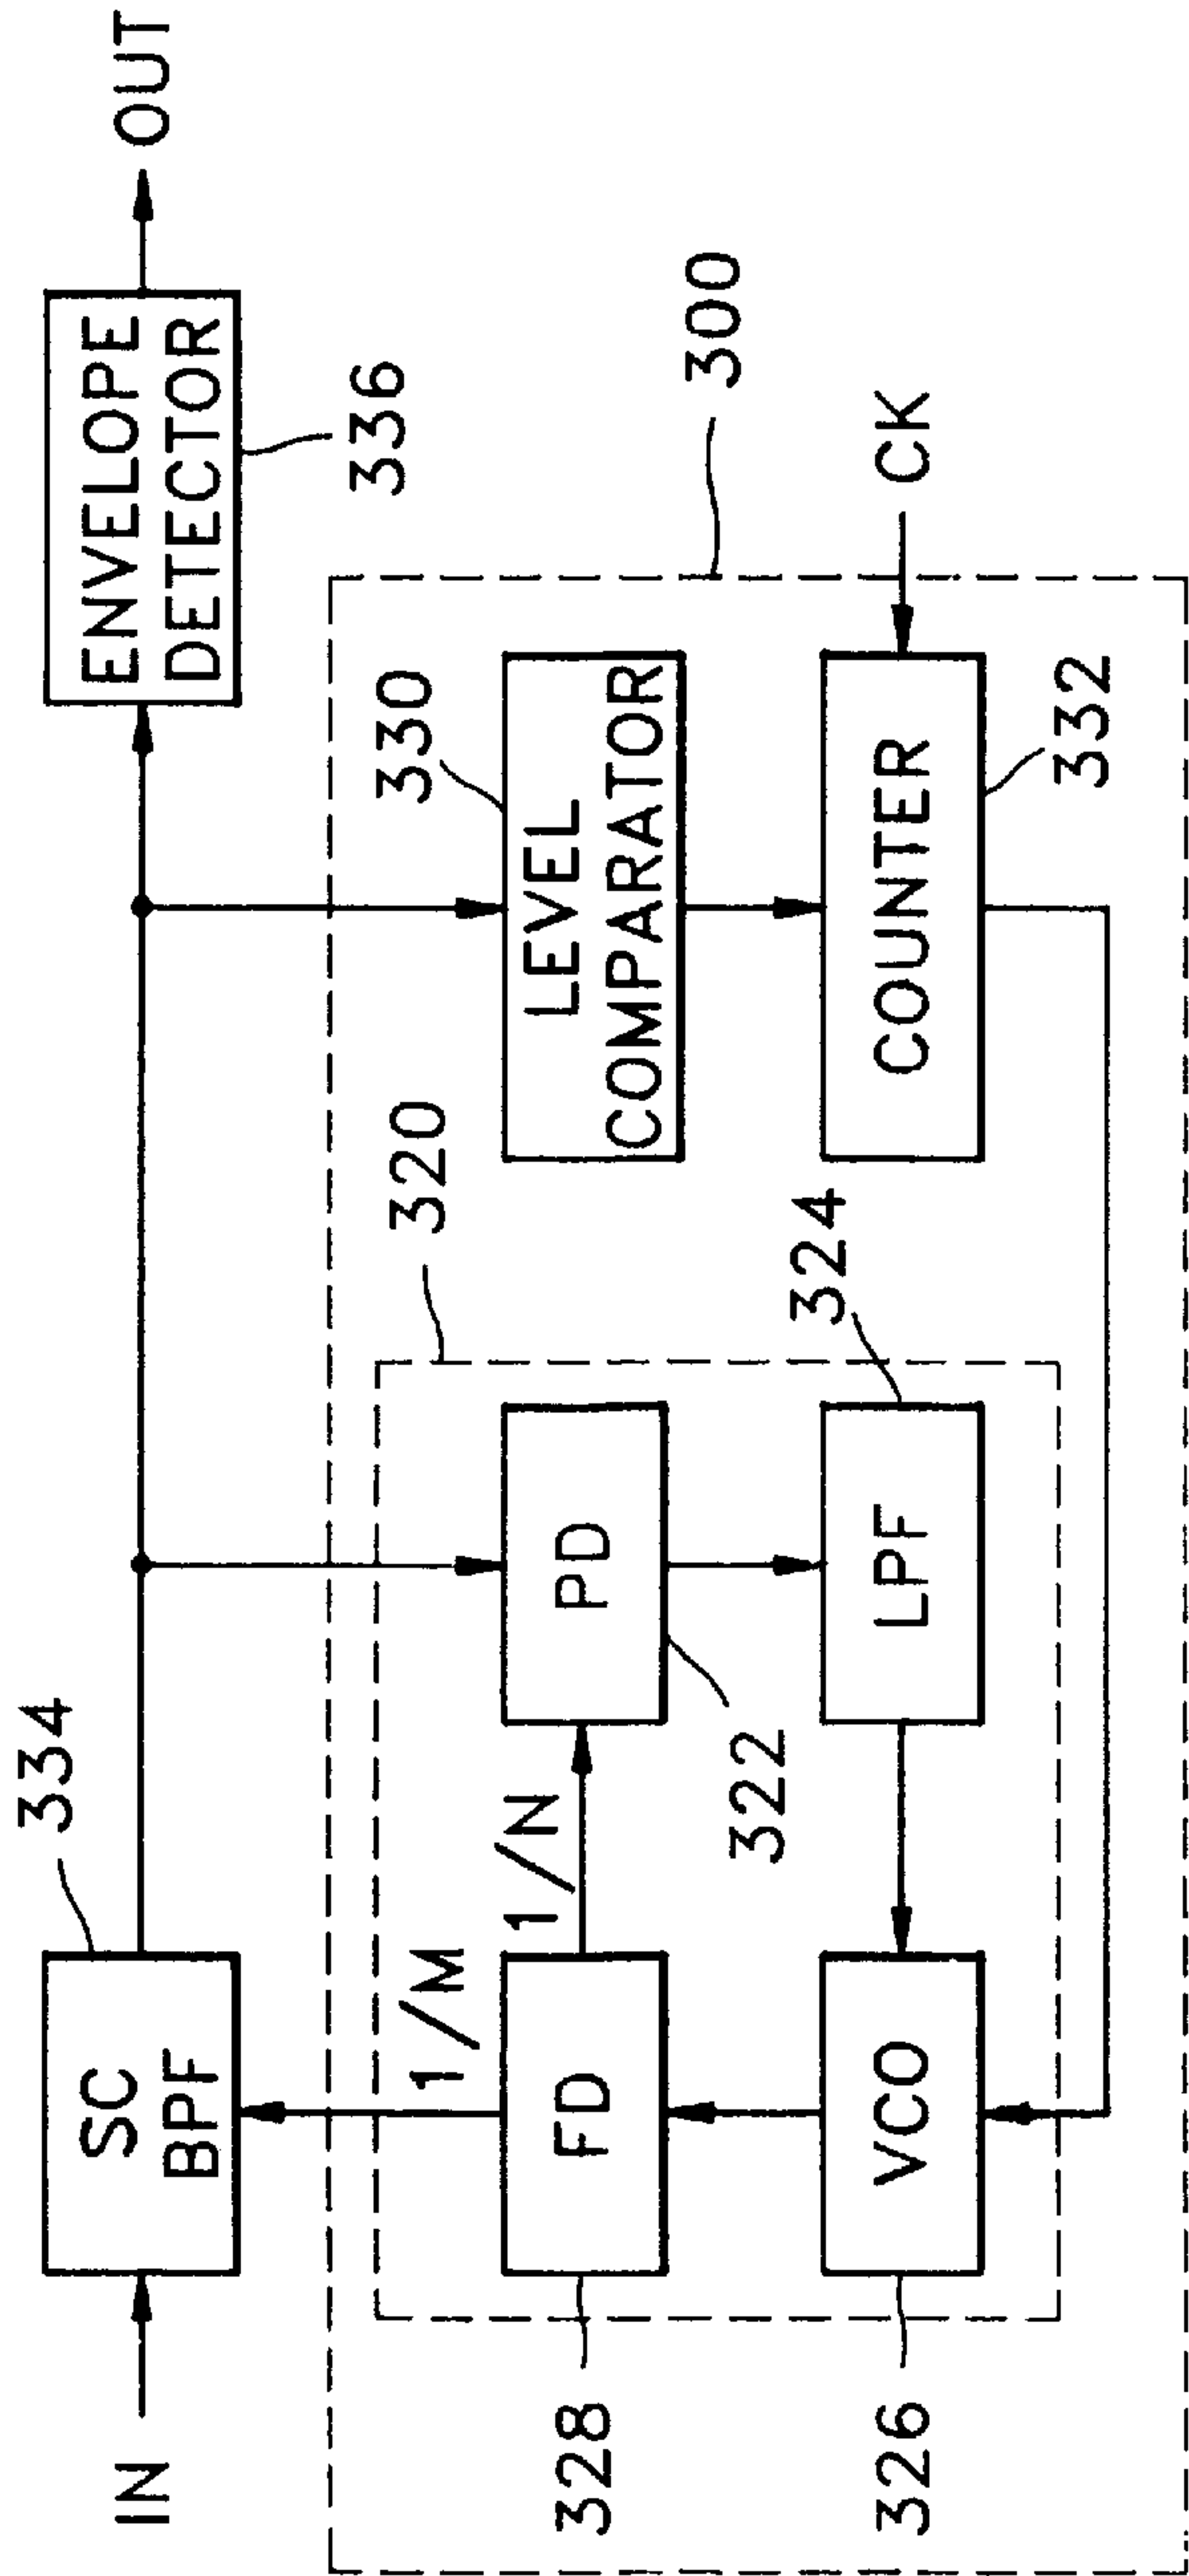 334
SC
BPF
IN
OUT
ENVELOPE
DETECTOR
336
300
320
330
1/M
1/N
328
FD
PD
322
LEVEL
COMPARATOR
324
326
VCO
LPF
COUNTER
332
CK